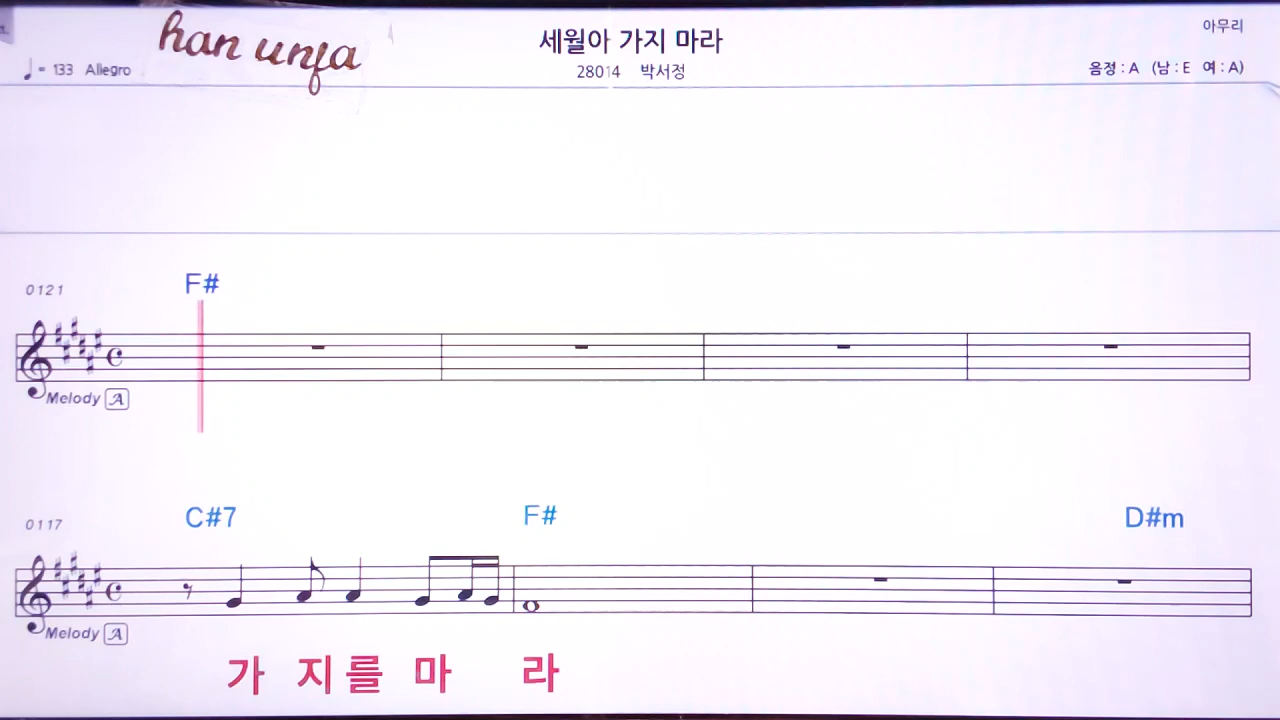 han unja
세월아 가지 마라
아무리
♩= 133 Allegro
28014 박서정
음정 : A (남 : E 여 : A)
0121
F#
Melody A
0117
C#7 F# D#m
Melody A
가 지 를 마 라